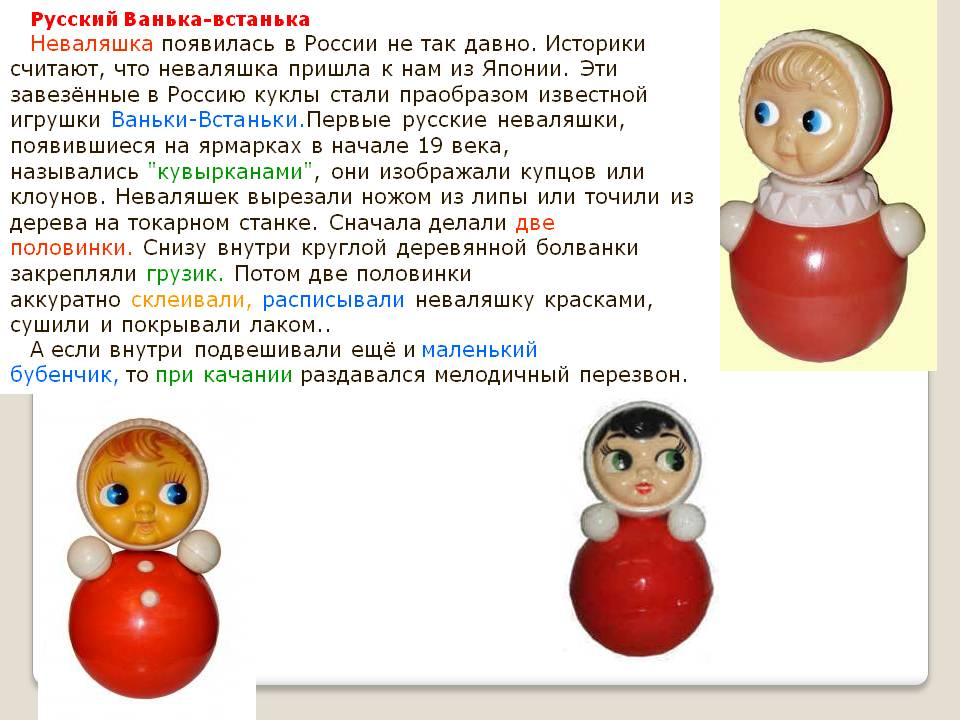 Русский Ванька-встанька
Неваляшка появилась в России не так давно. Историки
считают, что неваляшка пришла к нам из Японии. Эти
завезённые в Россию куклы стали праобразом известной
игрушки Ваньки-Встаньки.Первые русские неваляшки,
появившиеся на ярмарках в начале 19 века,
назывались "кувырканами", они изображали купцов или
клоунов. Неваляшек вырезали ножом из липы или точили из
дерева на токарном станке. Сначала делали две
половинки. Снизу внутри круглой деревянной болванки
закрепляли грузик. Потом две половинки
аккуратно склеивали, расписывали неваляшку красками,
сушили и покрывали лаком..
А если внутри подвешивали ещё и маленький
бубенчик, то при качании раздавался мелодичный перезвон.